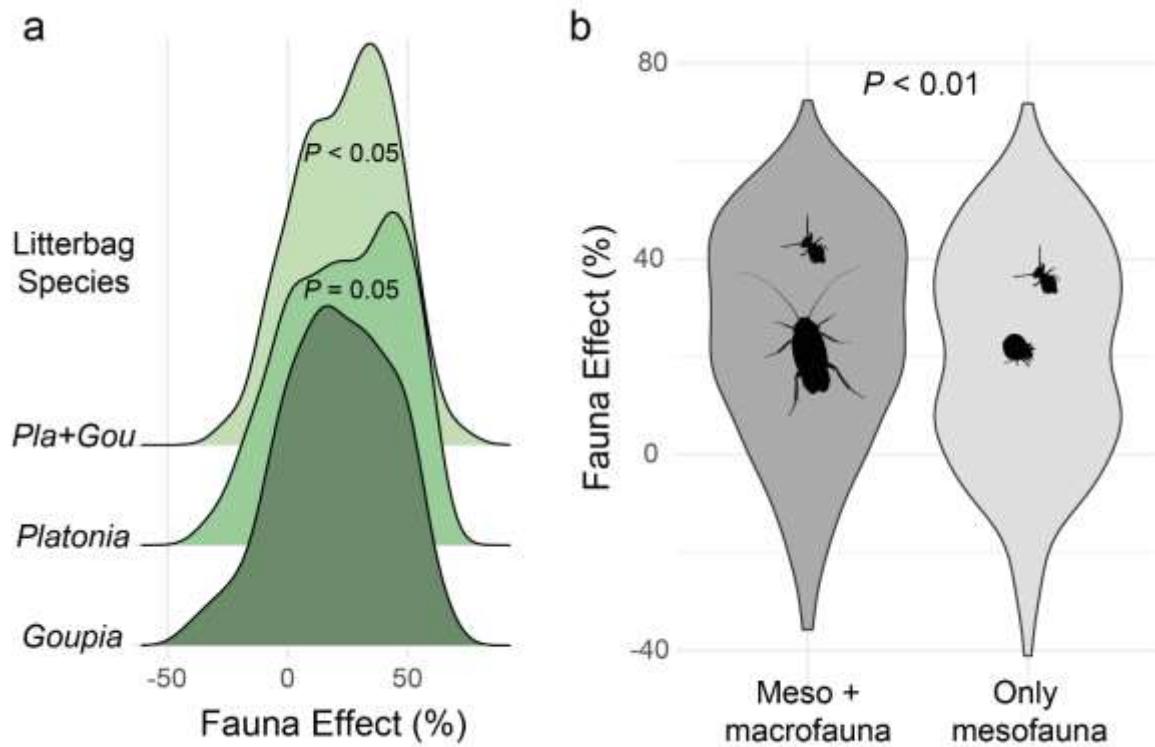 a
P < 0.05
Litterbag
Species
P = 0.05
Pla+Gou
Platonia
Goupia
-50 0 50
Fauna Effect (%)
b
80
P < 0.01
40
Fauna Effect (%)
0
-40
Meso +
macrofauna
Only
mesofauna